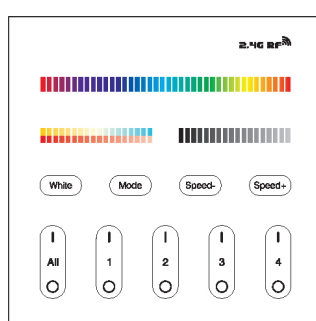 2.4G RF
White Mode Speed- Speed+
I I I I I
All 1 2 3 4
O O O O O